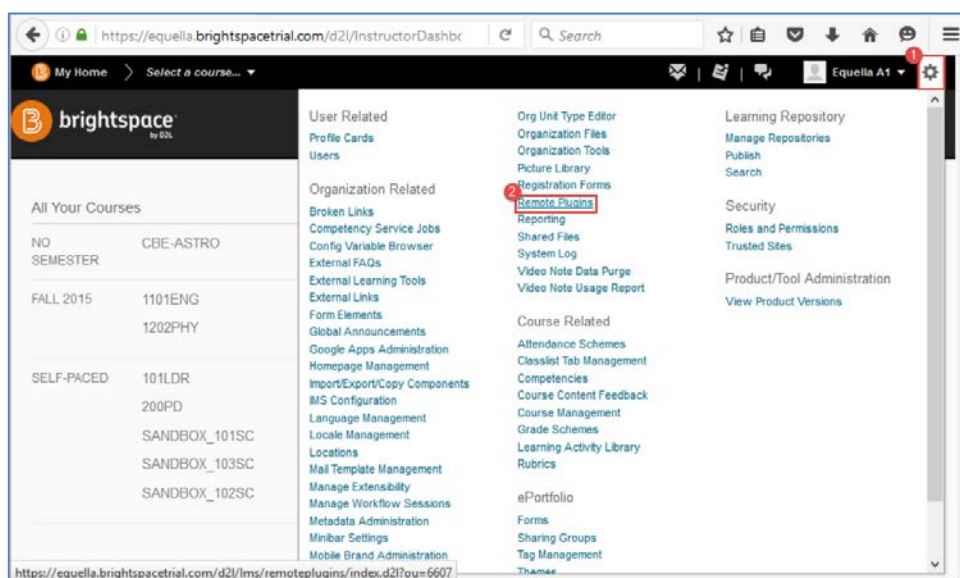 https://equella.brightspacetrial.com/d2l/InstructorDashbc
Search
1
My Home
Select a course...
Equella A1
brightspace
by D2L
All Your Courses
NO SEMESTER
CBE-ASTRO
FALL 2015
1101ENG
1202PHY
SELF-PACED
101LDR
200PD
SANDBOX_101SC
SANDBOX_103SC
SANDBOX_102SC
User Related
Profile Cards
Users
Organization Related
Broken Links
Competency Service Jobs
Config Variable Browser
External FAQs
External Learning Tools
External Links
Form Elements
Global Announcements
Google Apps Administration
Homepage Management
Import/Export/Copy Components
IMS Configuration
Language Management
Locale Management
Locations
Mail Template Management
Manage Extensibility
Manage Workflow Sessions
Metadata Administration
Minibar Settings
Mobile Brand Administration
Org Unit Type Editor
Organization Files
Organization Tools
Picture Library
Registration Forms
2
Remote Plugins
Reporting
Shared Files
System Log
Video Note Data Purge
Video Note Usage Report
Course Related
Attendance Schemes
Classlist Tab Management
Competencies
Course Content Feedback
Course Management
Grade Schemes
Learning Activity Library
Rubrics
ePortfolio
Forms
Sharing Groups
Tag Management
Themes
Learning Repository
Manage Repositories
Publish
Search
Security
Roles and Permissions
Trusted Sites
Product/Tool Administration
View Product Versions
https://equella.brightspacetrial.com/d2l/lms/remoteplugins/index.d2l?ou=6607